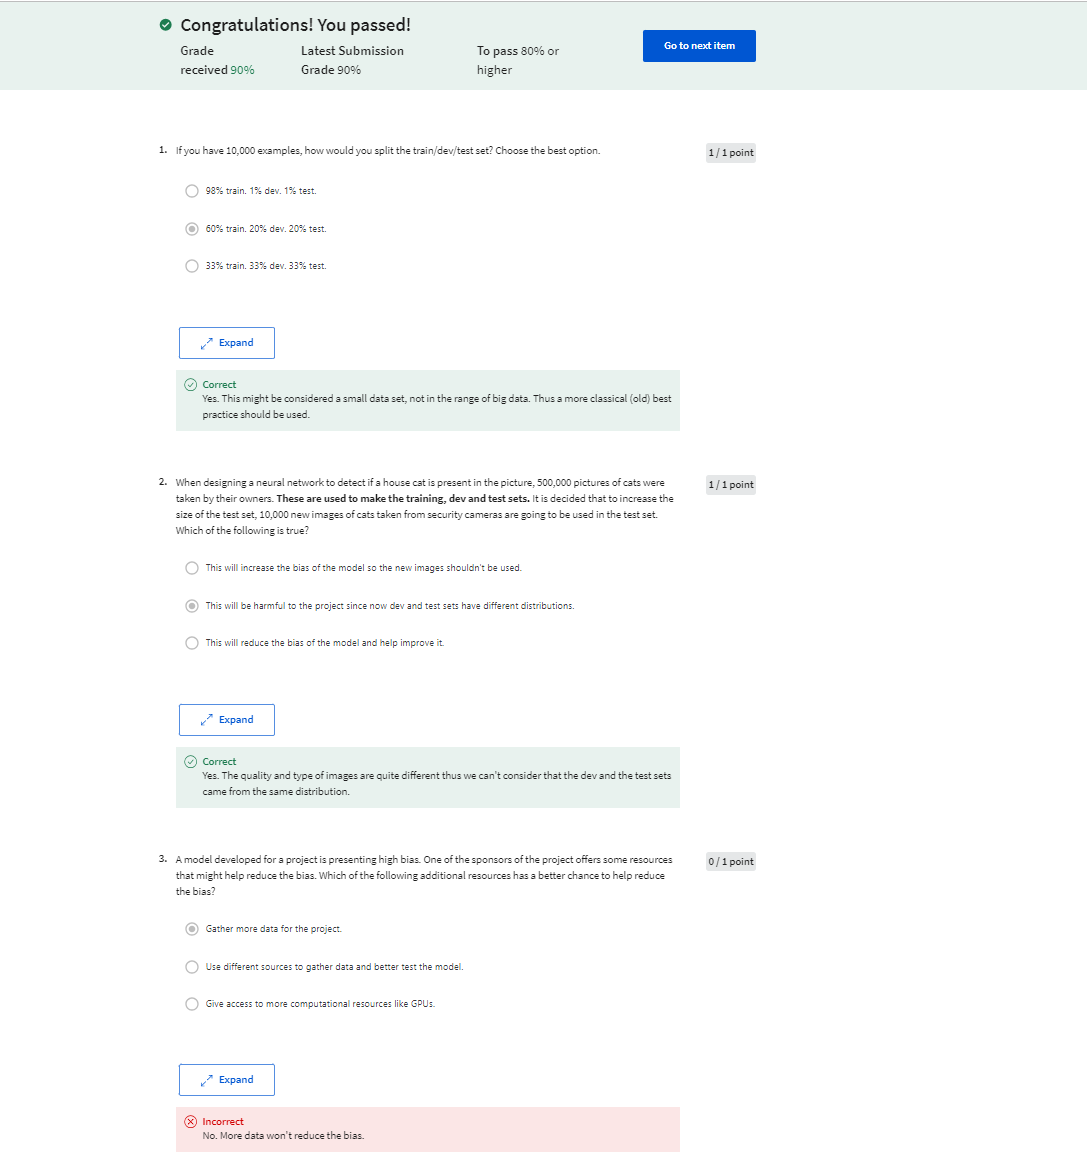 Congratulations! You passed!
Grade
received 90%
Latest Submission
Grade 90%
To pass 80% or
higher
Go to next item
1. If you have 10,000 examples, how would you split the train/dev/test set? Choose the best option.
1 / 1 point
98% train. 1% dev. 1% test.
60% train. 20% dev. 20% test.
33% train. 33% dev. 33% test.
Expand
Correct
Yes. This might be considered a small data set, not in the range of big data. Thus a more classical (old) best
practice should be used.
2. When designing a neural network to detect if a house cat is present in the picture, 500,000 pictures of cats were
taken by their owners. These are used to make the training, dev and test sets. It is decided that to increase the
size of the test set, 10,000 new images of cats taken from security cameras are going to be used in the test set.
Which of the following is true?
1 / 1 point
This will increase the bias of the model so the new images shouldn't be used.
This will be harmful to the project since now dev and test sets have different distributions.
This will reduce the bias of the model and help improve it.
Expand
Correct
Yes. The quality and type of images are quite different thus we can't consider that the dev and the test sets
came from the same distribution.
3. A model developed for a project is presenting high bias. One of the sponsors of the project offers some resources
that might help reduce the bias. Which of the following additional resources has a better chance to help reduce
the bias?
0 / 1 point
Gather more data for the project.
Use different sources to gather data and better test the model.
Give access to more computational resources like GPUs.
Expand
Incorrect
No. More data won't reduce the bias.